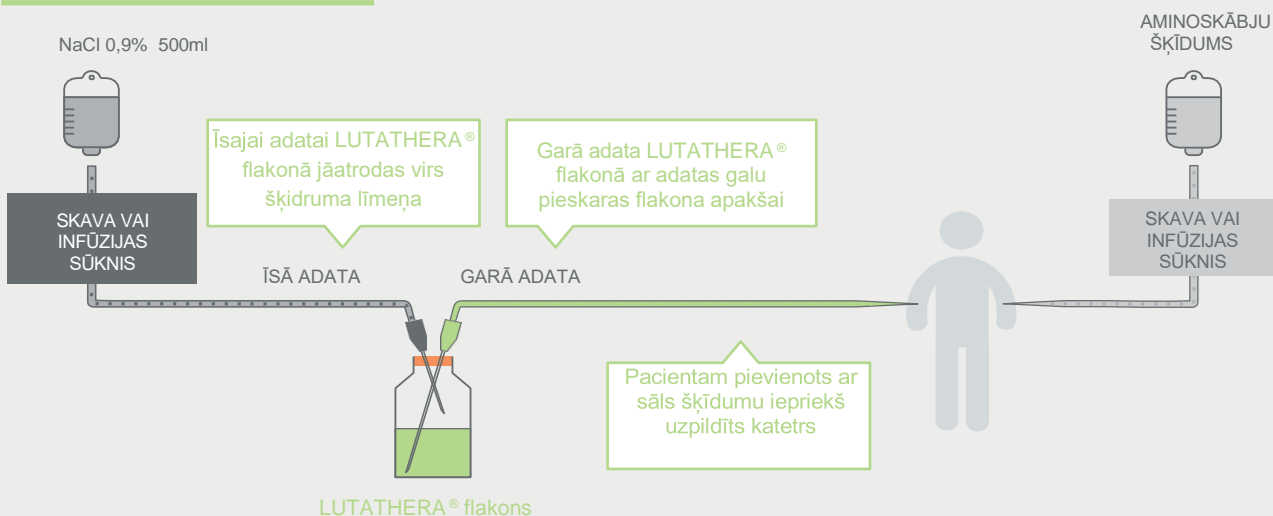 NaCl 0,9% 500ml
AMINOSKĀBJU
ŠĶĪDUMS
Īsajai adatai LUTATHERA®
flakonā jāatrodas virs
šķidruma līmeņa
Garā adata LUTATHERA®
flakonā ar adatas galu
pieskaras flakona apakšai
SKAVA VAI
INFŪZIJAS
SŪKNIS
SKAVA VAI
INFŪZIJAS
SŪKNIS
ĪSĀ ADATA
GARĀ ADATA
Pacientam pievienots ar
sāls šķīdumu iepriekš
uzpildīts katetrs
LUTATHERA® flakons